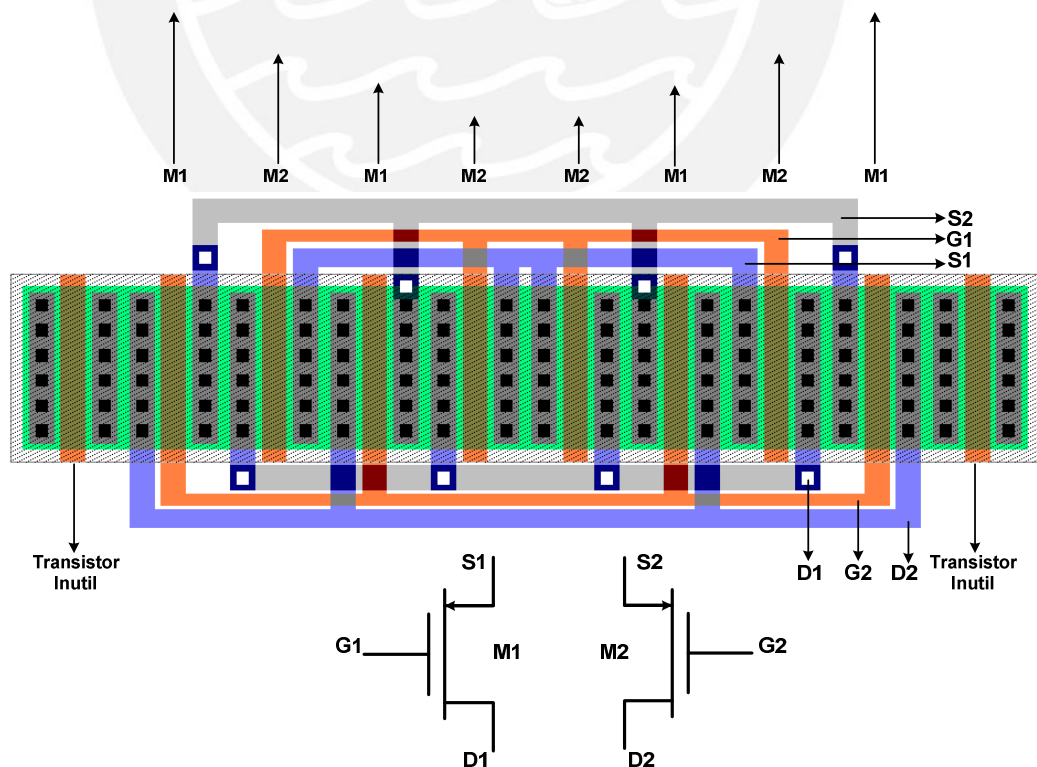 M1 M2 M1 M2 M2 M1 M2 M1
S2
G1
S1
Transistor
Inutil
D1 G2 D2
Transistor
Inutil
S1 S2
G1 M1 M2 G2
D1 D2